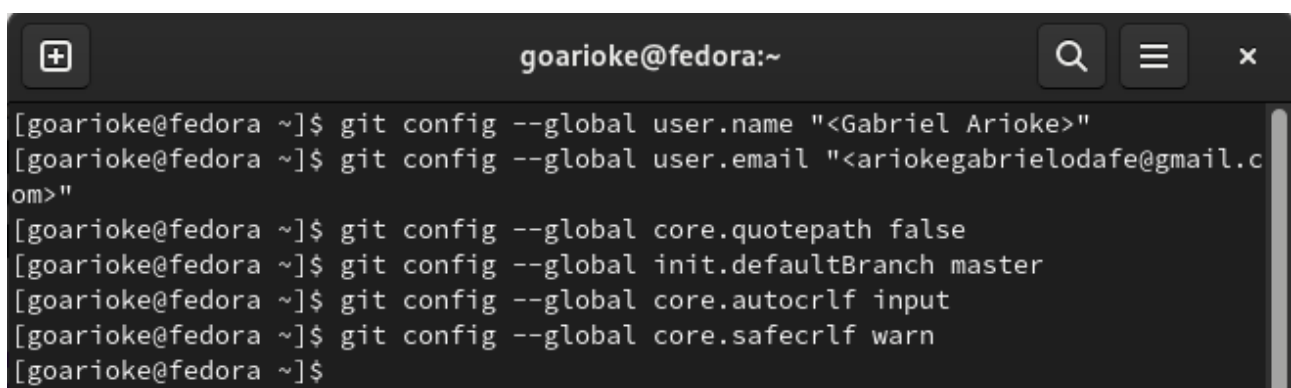 goarioke@fedora:~
[goarioke@fedora ~]$ git config --global user.name "<Gabriel Arioke>"
[goarioke@fedora ~]$ git config --global user.email "<ariokegabrielodafe@gmail.c
om>"
[goarioke@fedora ~]$ git config --global core.quotepath false
[goarioke@fedora ~]$ git config --global init.defaultBranch master
[goarioke@fedora ~]$ git config --global core.autocrlf input
[goarioke@fedora ~]$ git config --global core.safecrlf warn
[goarioke@fedora ~]$